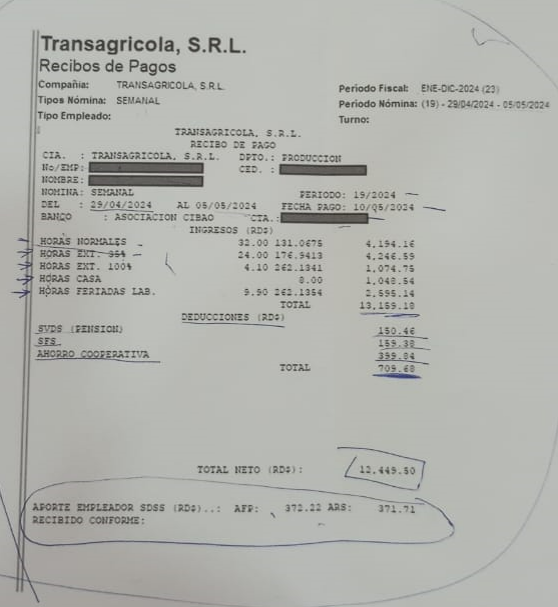 Transagricola, S.R.L.
Recibos de Pagos
Compañia: TRANSAGRICOLA, S.R.L.
Periodo Fiscal: ENE-DIC-2024 (23)
Tipos Nómina: SEMANAL
Periodo Nómina: (19) - 29/04/2024 - 05/05/2024
Tipo Empleado:
Turno:
TRANSAGRICOLA, S.R.L.
RECIBO DE PAGO
CIA. : TRANSAGRICOLA, S.R.L. DPTO.: PRODUCCION
No/EMP: CED. :
NOMBRE:
NOMINA: SEMANAL PERIODO: 19/2024
DEL : 29/04/2024 AL 05/05/2024 FECHA PAGO: 10/05/2024
BANCO : ASOCIACION CIBAO CTA.:
INGRESOS (RD$)
HORAS NORMALES 32.00 131.0675 4,194.16
HORAS EXT. 35% 24.00 176.9413 4,246.59
HORAS EXT. 100% 4.10 262.1341 1,074.75
HORAS CASA 8.00 1,048.54
HORAS FERIADAS LAB. 9.90 262.1354 2,595.14
TOTAL 13,159.18
DEDUCCIONES (RD$)
SVDS (PENSION) 150.46
SFS. 159.38
AHORRO COOPERATIVA 399.84
TOTAL 709.68
TOTAL NETO (RD$): 12,449.50
APORTE EMPLEADOR SDSS (RD$)..: AFP: 372.22 ARS: 371.71
RECIBIDO CONFORME: